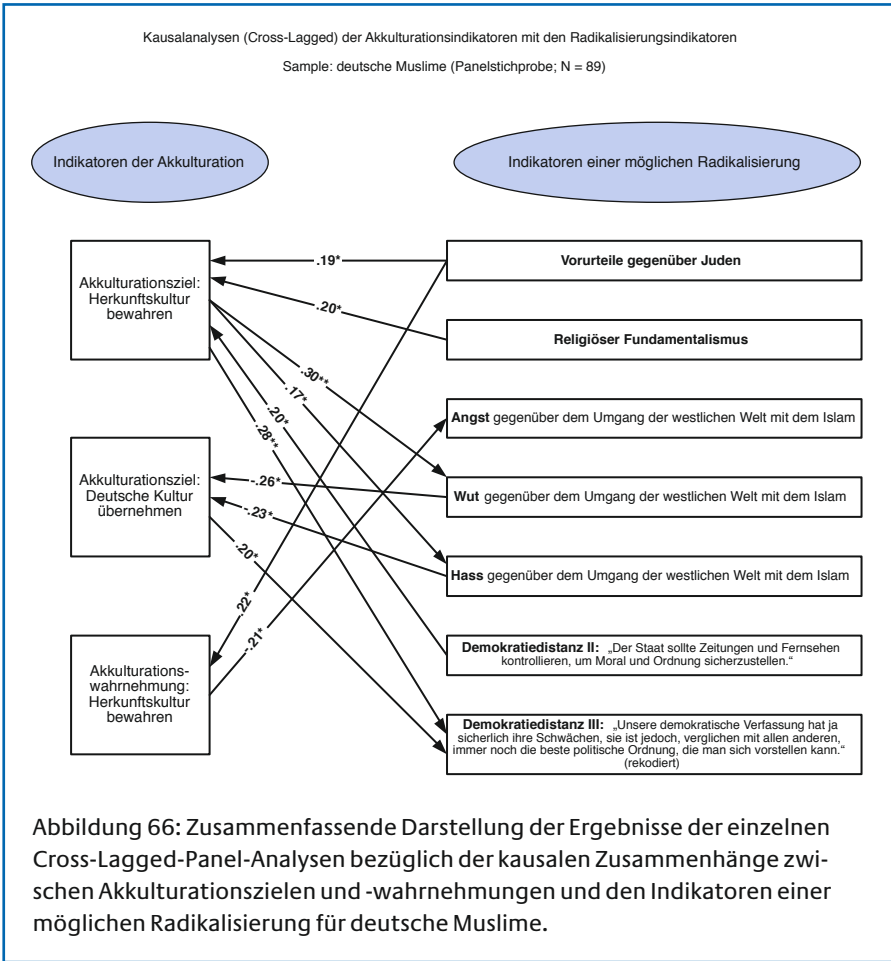 Kausalanalysen (Cross-Lagged) der Akkulturationsindikatoren mit den Radikalisierungsindikatoren
Sample: deutsche Muslime (Panelstichprobe; N = 89)
Indikatoren der Akkulturation
Indikatoren einer möglichen Radikalisierung
Akkulturationsziel:
Herkunftskultur
bewahren
Akkulturationsziel:
Deutsche Kultur
übernehmen
Akkulturations-
wahrnehmung:
Herkunftskultur
bewahren
.19*
.20*
.30**
.17*
.20*
.28**
-.26*
-.23*
.20*
.22*
-.21*
Vorurteile gegenüber Juden
Religiöser Fundamentalismus
Angst gegenüber dem Umgang der westlichen Welt mit dem Islam
Wut gegenüber dem Umgang der westlichen Welt mit dem Islam
Hass gegenüber dem Umgang der westlichen Welt mit dem Islam
Demokratiedistanz II: „Der Staat sollte Zeitungen und Fernsehen
kontrollieren, um Moral und Ordnung sicherzustellen.“
Demokratiedistanz III: „Unsere demokratische Verfassung hat ja
sicherlich ihre Schwächen, sie ist jedoch, verglichen mit allen anderen,
immer noch die beste politische Ordnung, die man sich vorstellen kann.“
(rekodiert)
Abbildung 66: Zusammenfassende Darstellung der Ergebnisse der einzelnen
Cross-Lagged-Panel-Analysen bezüglich der kausalen Zusammenhänge zwi-
schen Akkulturationszielen und -wahrnehmungen und den Indikatoren einer
möglichen Radikalisierung für deutsche Muslime.